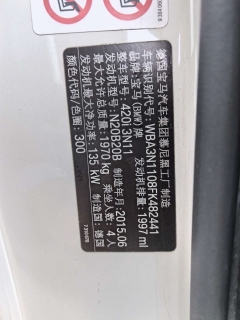 德国宝马汽车集团慕尼黑工厂制造
车辆识别代号: WBA3N1108FK482441
品牌: 宝马(BMW)牌
整车型号: 420i 3N11 发动机排量: 1997 ml
发动机型号: N20B20B 制造年月: 2015.06
最大允许总质量: 1970 kg 乘坐人数: 4人
发动机最大净功率: 135 kW 制造国: 德国
颜色代码/色圈: 300